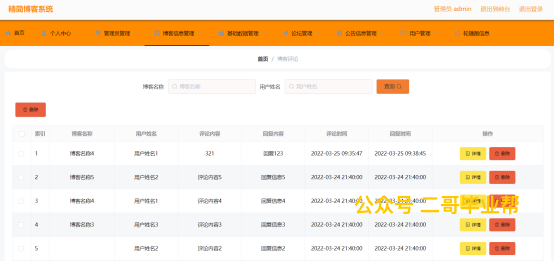 精简博客系统 管理员 admin 退出到前台 退出登录
首页 个人中心 管理员管理 博客信息管理 基础数据管理 论坛管理 公告信息管理 用户管理 轮播图信息
首页 / 博客评论
博客名称 博客名称 用户姓名 用户姓名 查询
删除
索引 博客名称 用户姓名 评论内容 回复内容 评论时间 回复时间 操作
1 博客名称4 用户姓名1 321 回复123 2022-03-25 09:35:47 2022-03-25 09:38:45 详情 删除
2 博客名称5 用户姓名2 评论内容5 回复信息5 2022-03-24 21:40:00 2022-03-24 21:40:00 详情 删除
3 博客名称4 用户姓名1 评论内容4 回复信息4 2022-03-24 21:40:00 2022-03-24 21:40:00
4 博客名称3 用户姓名3 评论内容3 回复信息3 2022-03-24 21:40:00 2022-03-24 21:40:00 详情 删除
5 用户姓名2 评论内容2 回复信息2 2022-03-24 21:40:00 2022-03-24 21:40:00 详情 删除
公众号 二哥毕业帮